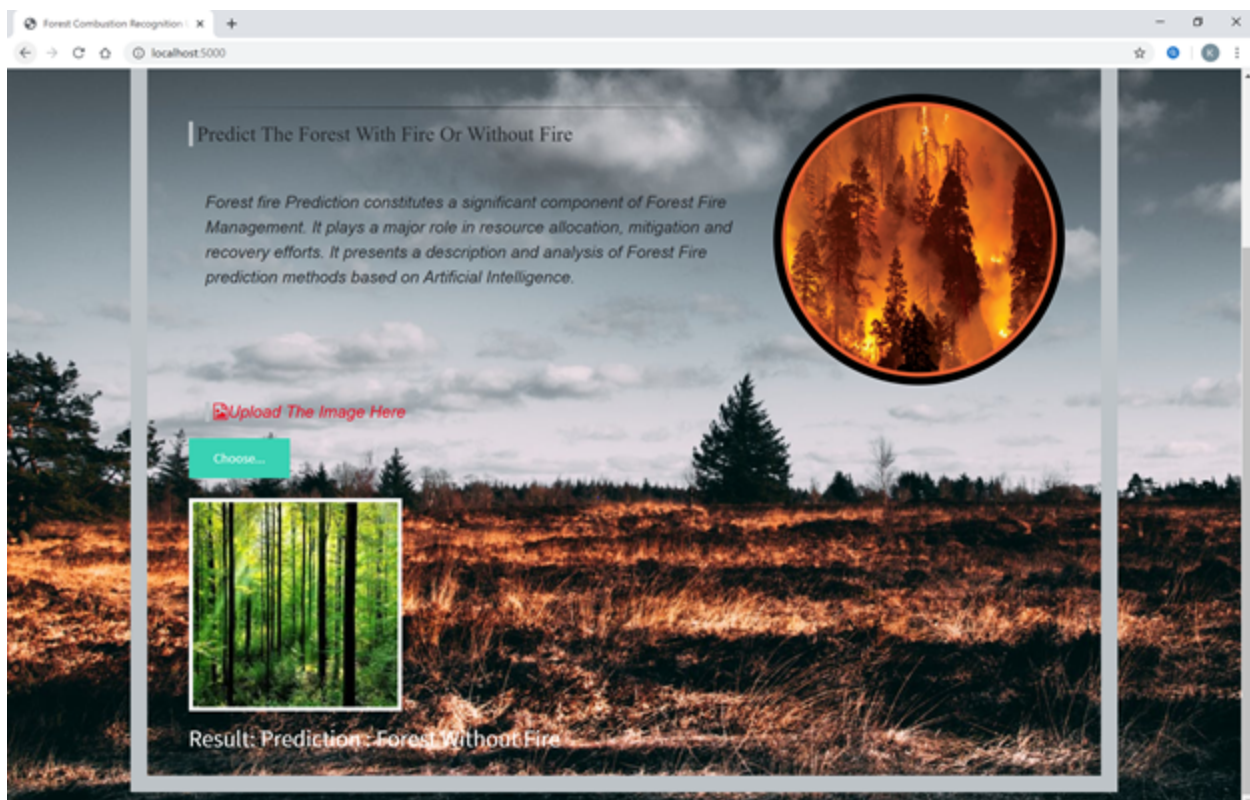 Forest Combustion Recognition
localhost:5000
Predict The Forest With Fire Or Without Fire
Forest fire Prediction constitutes a significant component of Forest Fire
Management. It plays a major role in resource allocation, mitigation and
recovery efforts. It presents a description and analysis of Forest Fire
prediction methods based on Artificial Intelligence.
Upload The Image Here
Choose...
Result: Prediction : Forest Without Fire